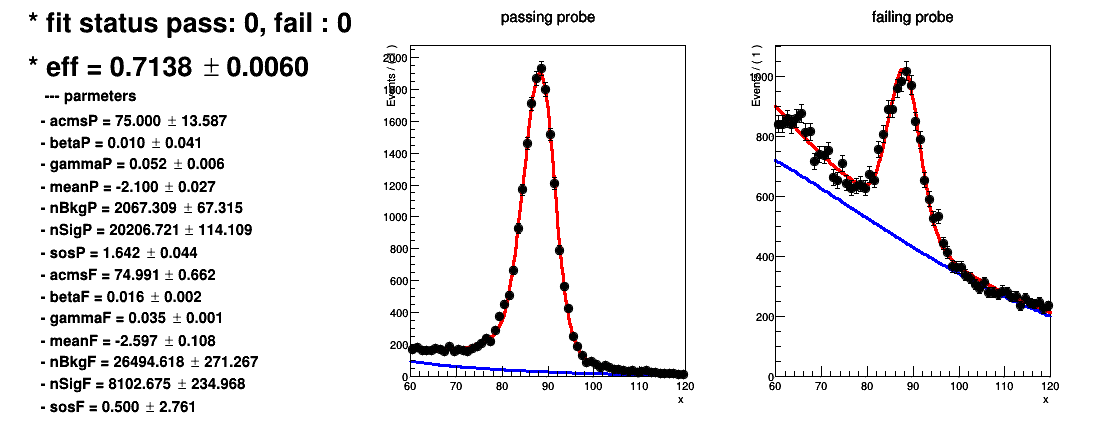 * fit status pass: 0, fail : 0
* eff = 0.7138 ± 0.0060
--- parmeters
- acmsP = 75.000 ± 13.587
- betaP = 0.010 ± 0.041
- gammaP = 0.052 ± 0.006
- meanP = -2.100 ± 0.027
- nBkgP = 2067.309 ± 67.315
- nSigP = 20206.721 ± 114.109
- sosP = 1.642 ± 0.044
- acmsF = 74.991 ± 0.662
- betaF = 0.016 ± 0.002
- gammaF = 0.035 ± 0.001
- meanF = -2.597 ± 0.108
- nBkgF = 26494.618 ± 271.267
- nSigF = 8102.675 ± 234.968
- sosF = 0.500 ± 2.761
passing probe
Events / ( 1 )
2000
1800
1600
1400
1200
1000
800
600
400
200
0
60 70 80 90 100 110 120
x
failing probe
Events / ( 1 )
1000
800
600
400
200
0
60 70 80 90 100 110 120
x